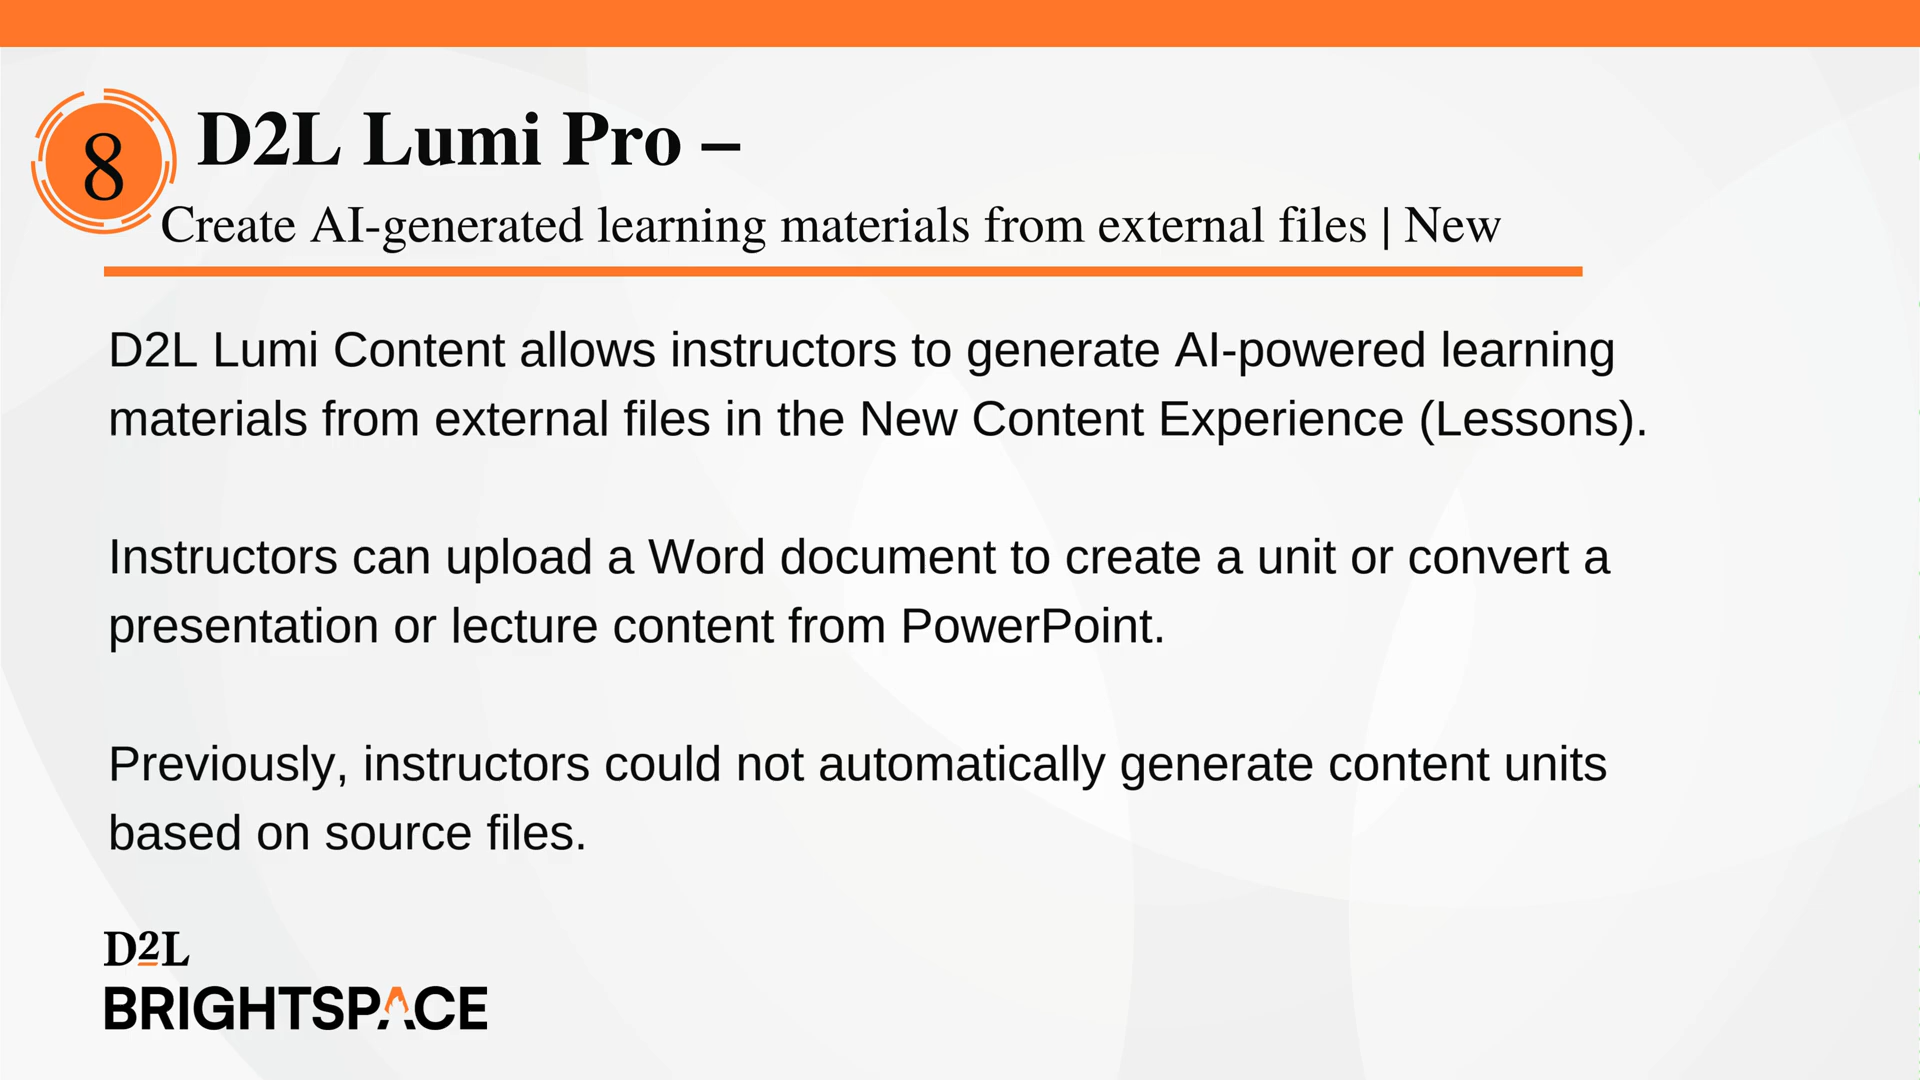 8
D2L Lumi Pro –
Create AI-generated learning materials from external files | New
D2L Lumi Content allows instructors to generate AI-powered learning
materials from external files in the New Content Experience (Lessons).
Instructors can upload a Word document to create a unit or convert a
presentation or lecture content from PowerPoint.
Previously, instructors could not automatically generate content units
based on source files.
D2L
BRIGHTSPACE